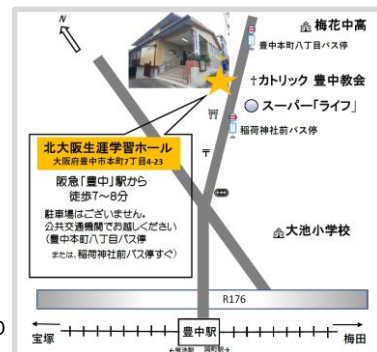 N
梅花中高
豊中本町八丁目バス停
カトリック 豊中教会
スーパー「ライフ」
稲荷神社前バス停
北大阪生涯学習ホール
大阪府豊中市本町7丁目4-23
阪急「豊中」駅から
徒歩7~8分
駐車場はございません。
公共交通機関でお越しください
(豊中本町八丁目バス停
または、稲荷神社前バス停すぐ)
大池小学校
R176
宝塚
豊中駅
梅田